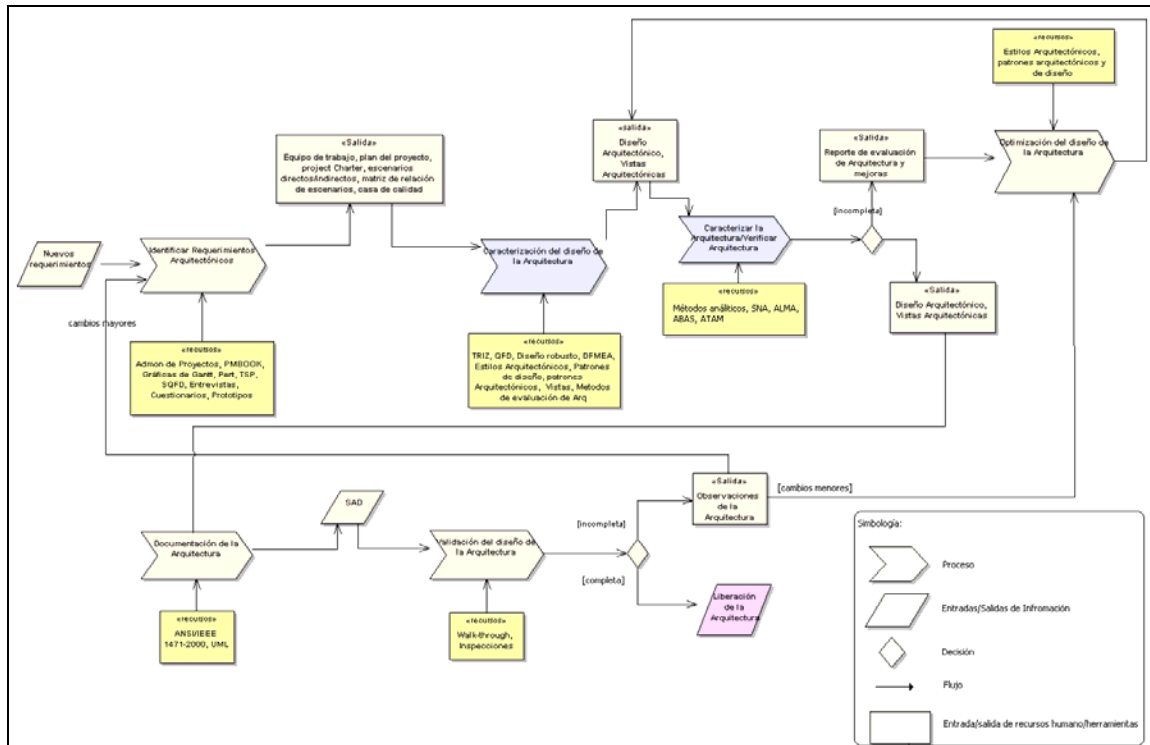 «recursos»
Estilos Arquitectónicos,
patrones arquitectónicos y
de diseño
«Salida»
Equipo de trabajo, plan del proyecto,
project Charter, escenarios
directos/indirectos, matriz de relación
de escenarios, casa de calidad
«salida»
Diseño
Arquitectónico,
Vistas
Arquitectónicas
«Salida»
Reporte de evaluación
de Arquitectura y
mejoras
Optimización del diseño de
la Arquitectura
[incompleta]
Nuevos
requerimientos
Identificar Requerimientos
Arquitectónicos
Caracterización del diseño de
la Arquitectura
Caracterizar la
Arquitectura/Verificar
Arquitectura
«Salida»
Diseño Arquitectónico,
Vistas Arquitectónicas
cambios mayores
«recursos»
Métodos análiticos, SNA, ALMA,
ABAS, ATAM
«recursos»
Admon de Proyectos, PMBOOK,
Gráficas de Gantt, Pert, TSP,
SQFD, Entrevistas,
Cuestionarios, Prototipos
«recursos»
TRIZ, QFD, Diseño robusto, DFMEA,
Estilos Arquitectónicos, Patrones
de diseño, patrones
Arquitectónicos, Vistas, Metodos
de evaluación de Arq
«Salida»
Observaciones
de la
Arquitectura
[cambios menores]
SAD
[incompleta]
Documentación de la
Arquitectura
Validación del diseño de
la Arquitectura
[completa]
Liberación
de la
Arquitectura
«recursos»
ANSI/IEEE
1471-2000, UML
«recursos»
Walk-through,
Inspecciones
Simbología:
Proceso
Entradas/Salidas de Infromación
Decisión
Flujo
Entrada/salida de recursos humano/herramientas